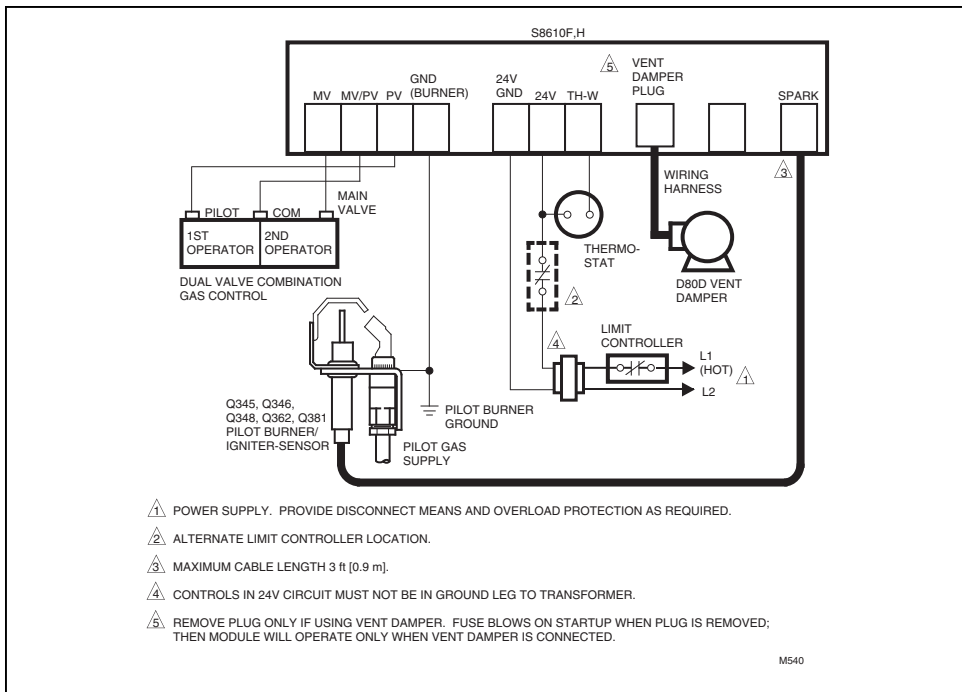 S8610F,H
5
VENT
DAMPER
PLUG
MV
MV/PV
PV
GND
(BURNER)
24V
GND
24V
TH-W
SPARK
3
WIRING
HARNESS
MAIN
VALVE
PILOT
COM
1ST
OPERATOR
2ND
OPERATOR
THERMO-
STAT
DUAL VALVE COMBINATION
GAS CONTROL
D80D VENT
DAMPER
2
4
LIMIT
CONTROLLER
L1
(HOT)
1
L2
Q345, Q346,
Q348, Q362, Q381
PILOT BURNER/
IGNITER-SENSOR
PILOT BURNER
GROUND
PILOT GAS
SUPPLY
1 POWER SUPPLY. PROVIDE DISCONNECT MEANS AND OVERLOAD PROTECTION AS REQUIRED.
2 ALTERNATE LIMIT CONTROLLER LOCATION.
3 MAXIMUM CABLE LENGTH 3 ft [0.9 m].
4 CONTROLS IN 24V CIRCUIT MUST NOT BE IN GROUND LEG TO TRANSFORMER.
5 REMOVE PLUG ONLY IF USING VENT DAMPER. FUSE BLOWS ON STARTUP WHEN PLUG IS REMOVED;
THEN MODULE WILL OPERATE ONLY WHEN VENT DAMPER IS CONNECTED.
M540